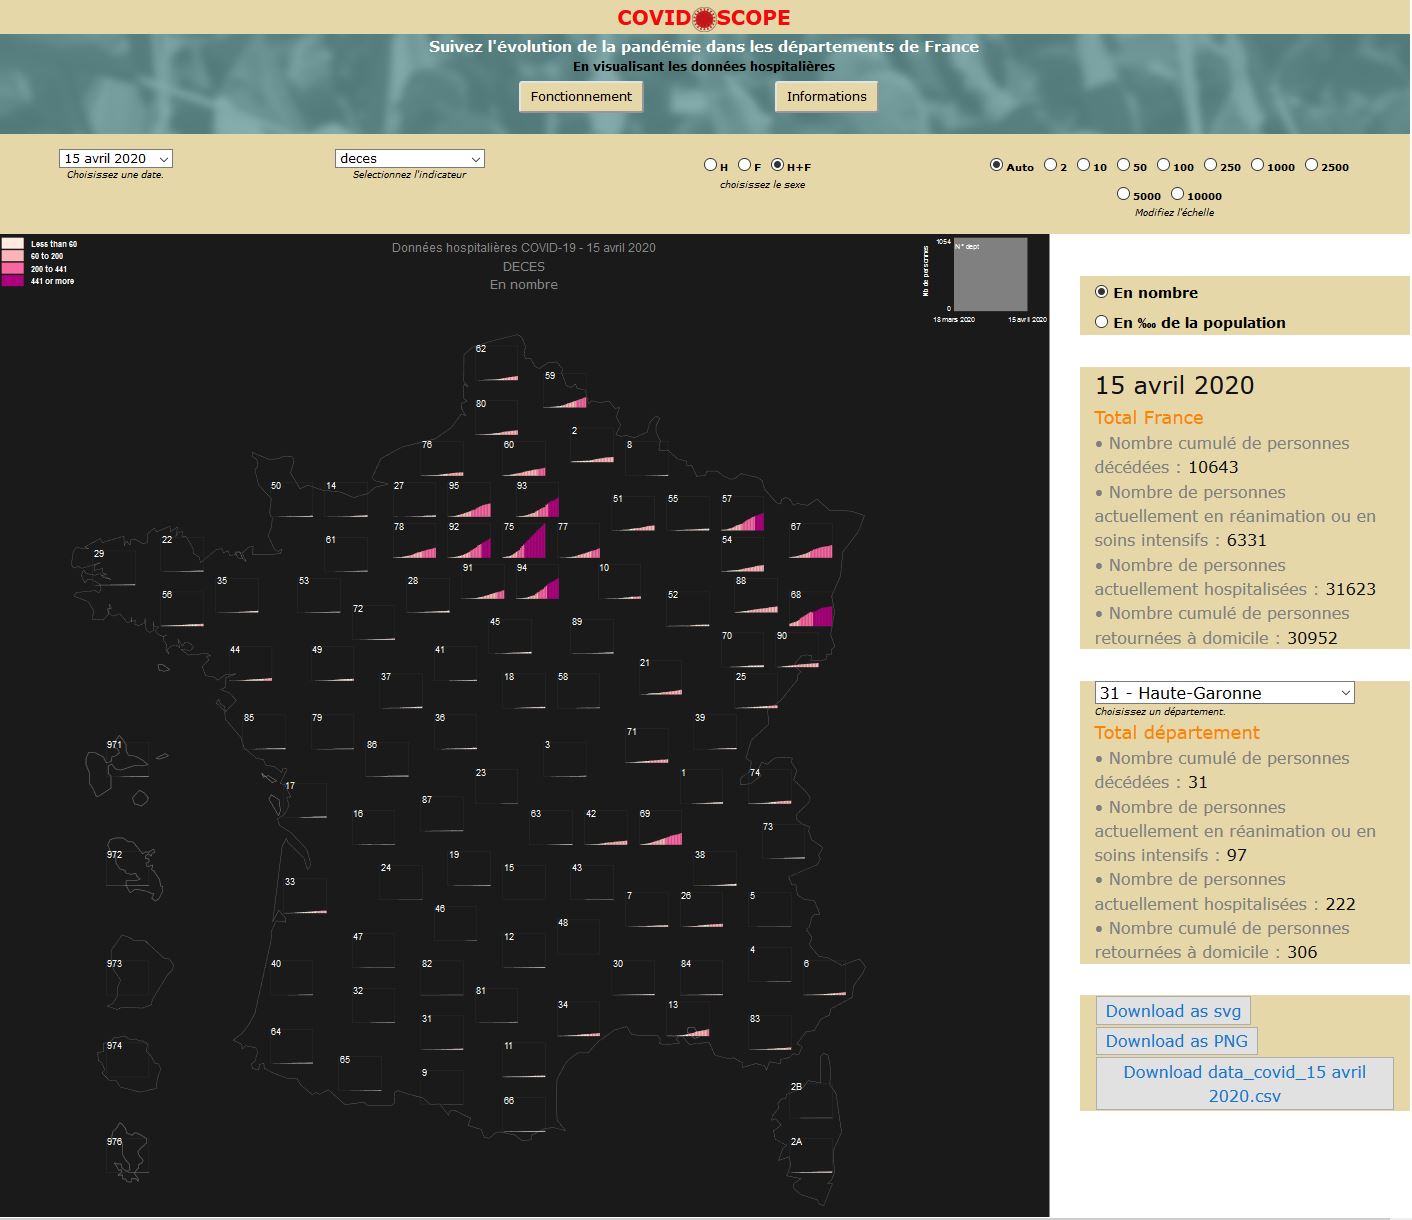 COVID SCOPE
Suivez l'évolution de la pandémie dans les départements de France
En visualisant les données hospitalières
Fonctionnement Informations
15 avril 2020
Choisissez une date.
deces
Selectionnez l'indicateur
H F H+F
choisissez le sexe
Auto 2 10 50 100 250 1000 2500
5000 10000
Modifiez l'échelle
Less than 60
60 to 200
200 to 441
441 or more
Données hospitalières COVID-19 - 15 avril 2020
DECES
En nombre
1054
N° dept
Nb de personnes
0
18 mars 2020 15 avril 2020
62
59
80
2
76 60 8
50 14 27 95 93
51 55 57
78 92 75 77 67
61 54
29 22
91 94 10
35 53 28 88
56 52 68
72
45 89
70 90
44 49 41
21
37 18 58 25
85 79 36 39
71
971 86 3
23 1 74
17
87
16 63 42 69
73
972 19 38
24 15 43
33
7 26 5
46
48
47 12
4
973 40 82 30 84 6
32 81
34 13
31 83
64
974 11
65
9
2B
66
976 2A
En nombre
En ‰ de la population
15 avril 2020
Total France
• Nombre cumulé de personnes
décédées : 10643
• Nombre de personnes
actuellement en réanimation ou en
soins intensifs : 6331
• Nombre de personnes
actuellement hospitalisées : 31623
• Nombre cumulé de personnes
retournées à domicile : 30952
31 - Haute-Garonne
Choisissez un département.
Total département
• Nombre cumulé de personnes
décédées : 31
• Nombre de personnes
actuellement en réanimation ou en
soins intensifs : 97
• Nombre de personnes
actuellement hospitalisées : 222
• Nombre cumulé de personnes
retournées à domicile : 306
Download as svg
Download as PNG
Download data_covid_15 avril
2020.csv